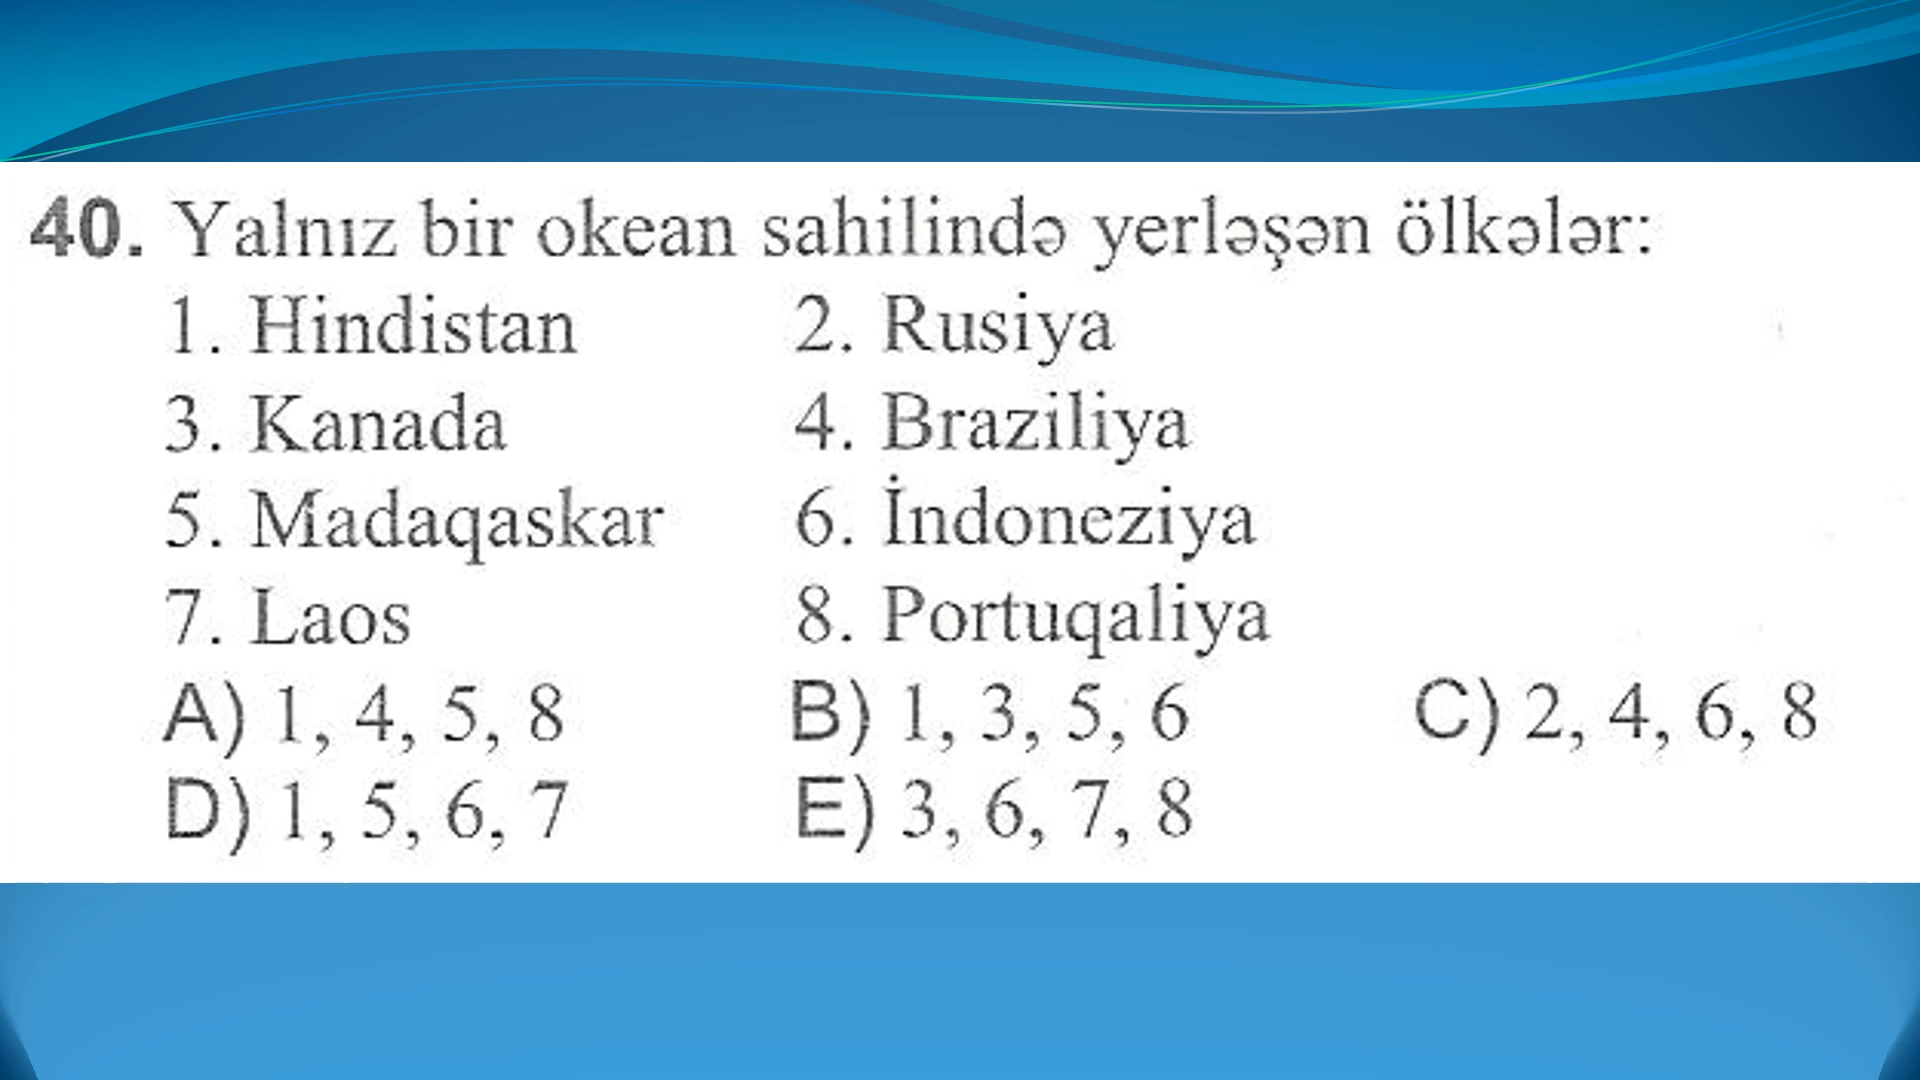 40. Yalnız bir okean sahilində yerləşən ölkələr:
1. Hindistan 2. Rusiya
3. Kanada 4. Braziliya
5. Madaqaskar 6. İndoneziya
7. Laos 8. Portuqaliya
A) 1, 4, 5, 8 B) 1, 3, 5, 6 C) 2, 4, 6, 8
D) 1, 5, 6, 7 E) 3, 6, 7, 8